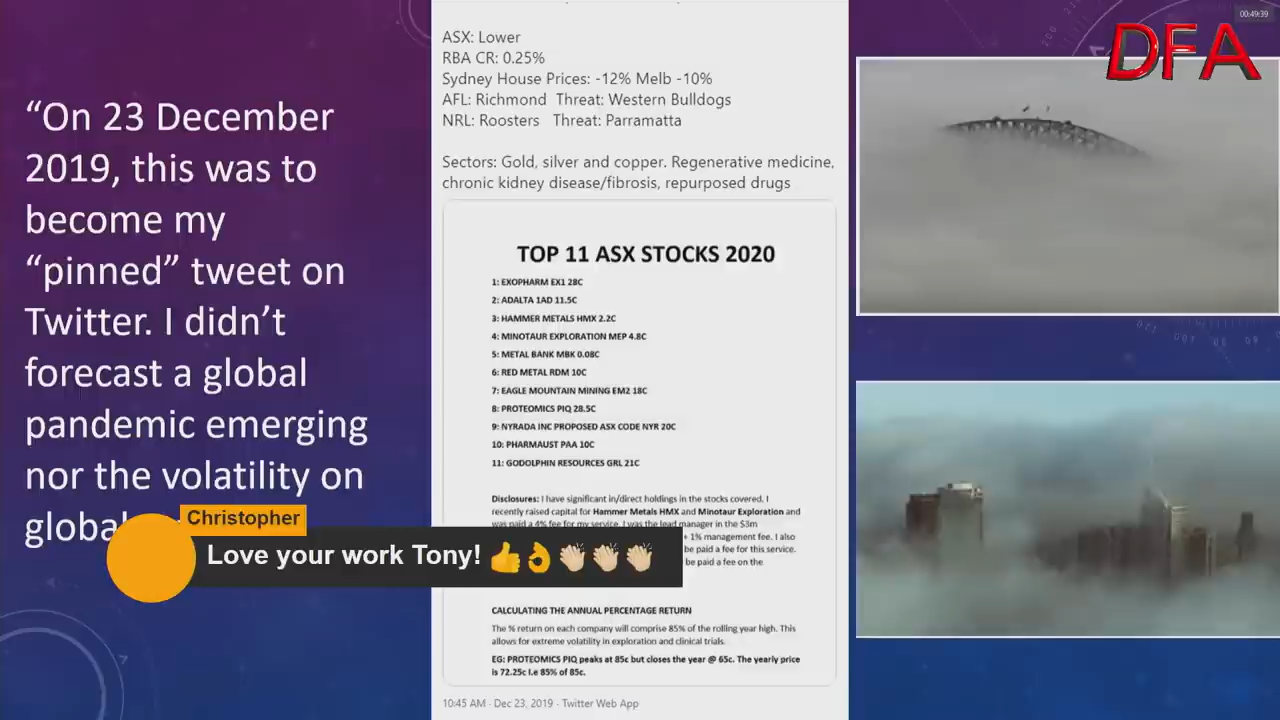 00:49:39
DFA
“On 23 December
2019, this was to
become my
“pinned” tweet on
Twitter. I didn’t
forecast a global
pandemic emerging
nor the volatility on
global
ASX: Lower
RBA CR: 0.25%
Sydney House Prices: -12% Melb -10%
AFL: Richmond Threat: Western Bulldogs
NRL: Roosters Threat: Parramatta
Sectors: Gold, silver and copper. Regenerative medicine,
chronic kidney disease/fibrosis, repurposed drugs
TOP 11 ASX STOCKS 2020
1: EXOPHARM EX1 28C
2: ADALTA 1AD 11.5C
3: HAMMER METALS HMX 2.2C
4: MINOTAUR EXPLORATION MEP 4.8C
5: METAL BANK MBK 0.08C
6: RED METAL RDM 10C
7: EAGLE MOUNTAIN MINING EM2 18C
8: PROTEOMICS PIQ 28.5C
9: NYRADA INC PROPOSED ASX CODE NYR 20C
10: PHARMAUST PAA 10C
11: GODOLPHIN RESOURCES GRL 21C
Disclosures: I have significant in/direct holdings in the stocks covered. I
recently raised capital for Hammer Metals HMX and Minotaur Exploration and
was paid a 4% fee for my service. I was the lead manager in the $3m
+ 1% management fee. I also
be paid a fee for this service.
be paid a fee on the
CALCULATING THE ANNUAL PERCENTAGE RETURN
The % return on each company will comprise 85% of the rolling year high. This
allows for extreme volatility in exploration and clinical trials.
EG: PROTEOMICS PIQ peaks at 85c but closes the year @ 65c. The yearly price
is 72.25c i.e 85% of 85c.
10:45 AM · Dec 23, 2019 · Twitter Web App
Christopher
Love your work Tony! 👍👌👏🏻👏🏻👏🏻